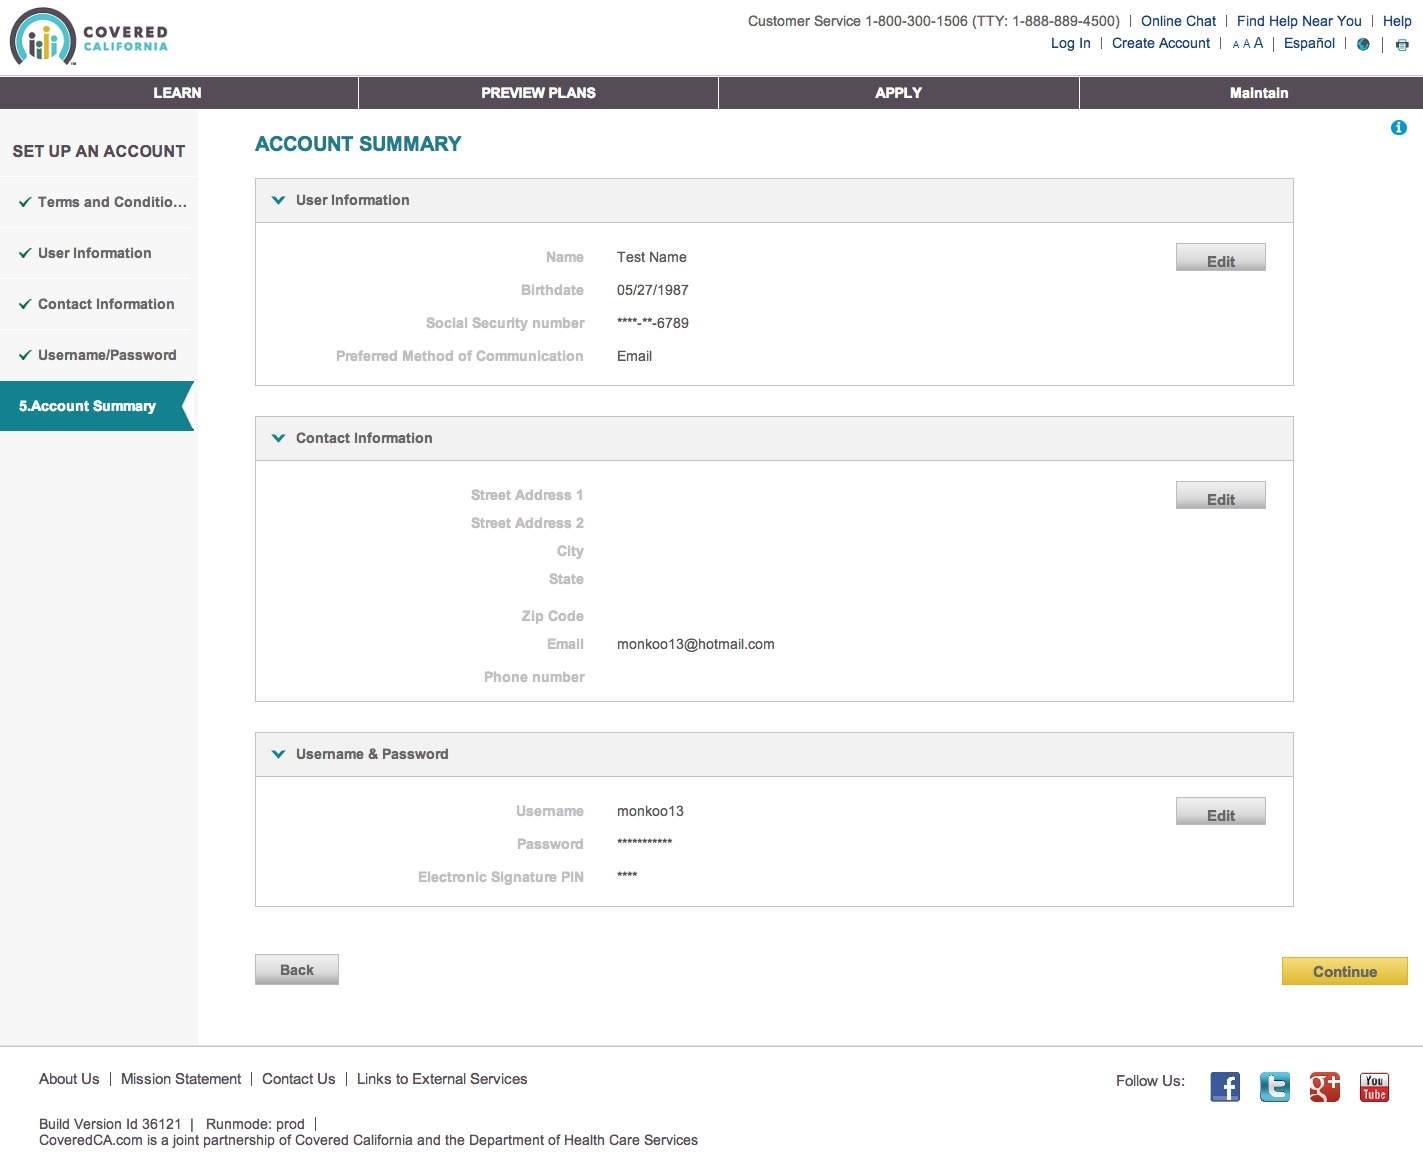 COVERED
CALIFORNIA
Customer Service 1-800-300-1506 (TTY: 1-888-889-4500) | Online Chat | Find Help Near You | Help
Log In | Create Account | A A A | Español |
LEARN PREVIEW PLANS APPLY Maintain
SET UP AN ACCOUNT
Terms and Conditio...
User Information
Contact Information
Username/Password
5.Account Summary
ACCOUNT SUMMARY
User Information
Name Test Name
Edit
Birthdate 05/27/1987
Social Security number ****-**-6789
Preferred Method of Communication Email
Contact Information
Street Address 1
Edit
Street Address 2
City
State
Zip Code
Email monkoo13@hotmail.com
Phone number
Username & Password
Username monkoo13
Edit
Password ***********
Electronic Signature PIN ****
Back
Continue
About Us | Mission Statement | Contact Us | Links to External Services
Follow Us:
f
t
g+
You
Tube
Build Version Id 36121 | Runmode: prod |
CoveredCA.com is a joint partnership of Covered California and the Department of Health Care Services